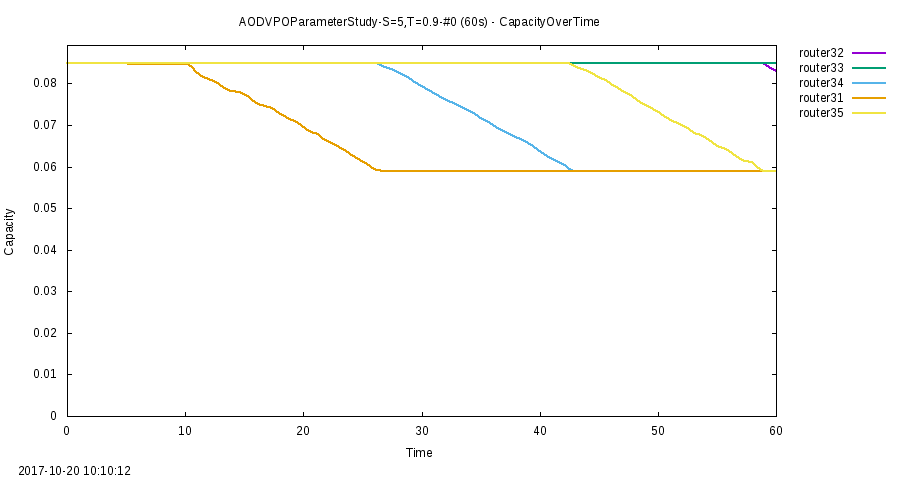 AODVPOParameterStudy-S=5,T=0.9-#0 (60s) - CapacityOverTime
router32
router33
router34
router31
router35
0.08
0.07
0.06
0.05
0.04
0.03
0.02
0.01
0
Capacity
0 10 20 30 40 50 60
Time
2017-10-20 10:10:12